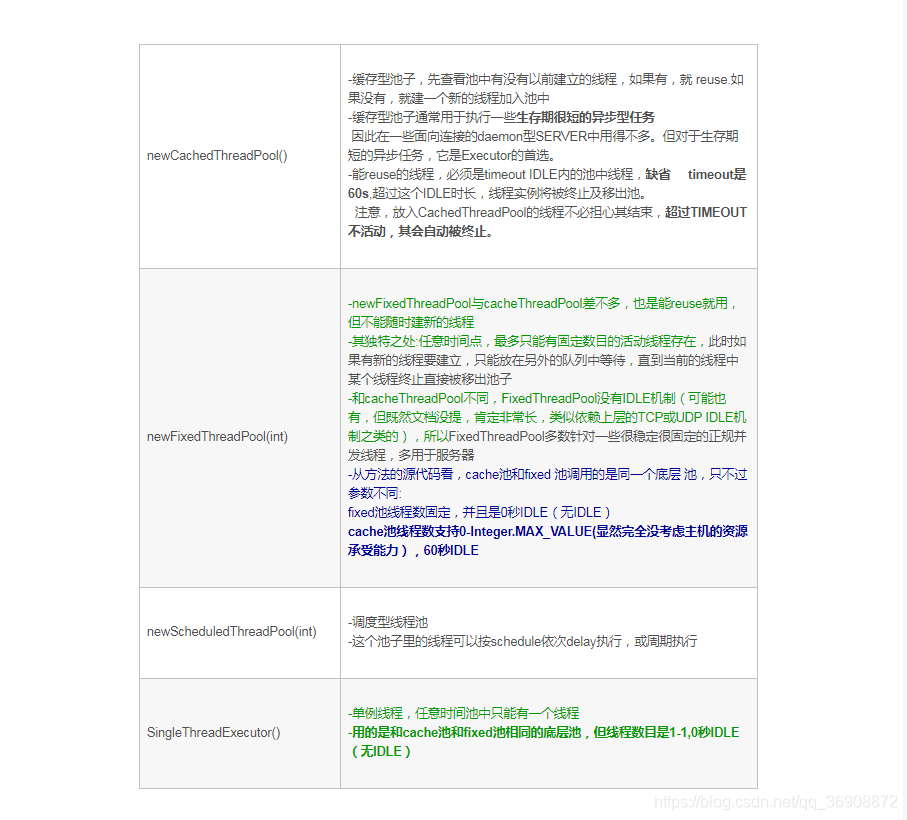 newCachedThreadPool()
-缓存型池子，先查看池中有没有以前建立的线程，如果有，就 reuse.如
果没有，就建一个新的线程加入池中
-缓存型池子通常用于执行一些生存期很短的异步型任务
因此在一些面向连接的daemon型SERVER中用得不多。但对于生存期
短的异步任务，它是Executor的首选。
-能reuse的线程，必须是timeout IDLE内的池中线程，缺省 timeout是
60s,超过这个IDLE时长，线程实例将被终止及移出池。
注意，放入CachedThreadPool的线程不必担心其结束，超过TIMEOUT
不活动，其会自动被终止。
newFixedThreadPool(int)
-newFixedThreadPool与cacheThreadPool差不多，也是能reuse就用，
但不能随时建新的线程
-其独特之处:任意时间点，最多只能有固定数目的活动线程存在，此时如
果有新的线程要建立，只能放在另外的队列中等待，直到当前的线程中
某个线程终止直接被移出池子
-和cacheThreadPool不同，FixedThreadPool没有IDLE机制（可能也
有，但既然文档没提，肯定非常长，类似依赖上层的TCP或UDP IDLE机
制之类的），所以FixedThreadPool多数针对一些很稳定很固定的正规并
发线程，多用于服务器
-从方法的源代码看，cache池和fixed 池调用的是同一个底层 池，只不过
参数不同:
fixed池线程数固定，并且是0秒IDLE（无IDLE）
cache池线程数支持0-Integer.MAX_VALUE(显然完全没考虑主机的资源
承受能力），60秒IDLE
newScheduledThreadPool(int)
-调度型线程池
-这个池子里的线程可以按schedule依次delay执行，或周期执行
SingleThreadExecutor()
-单例线程，任意时间池中只能有一个线程
-用的是和cache池和fixed池相同的底层池，但线程数目是1-1,0秒IDLE
（无IDLE）
https://blog.csdn.net/qq_36908872